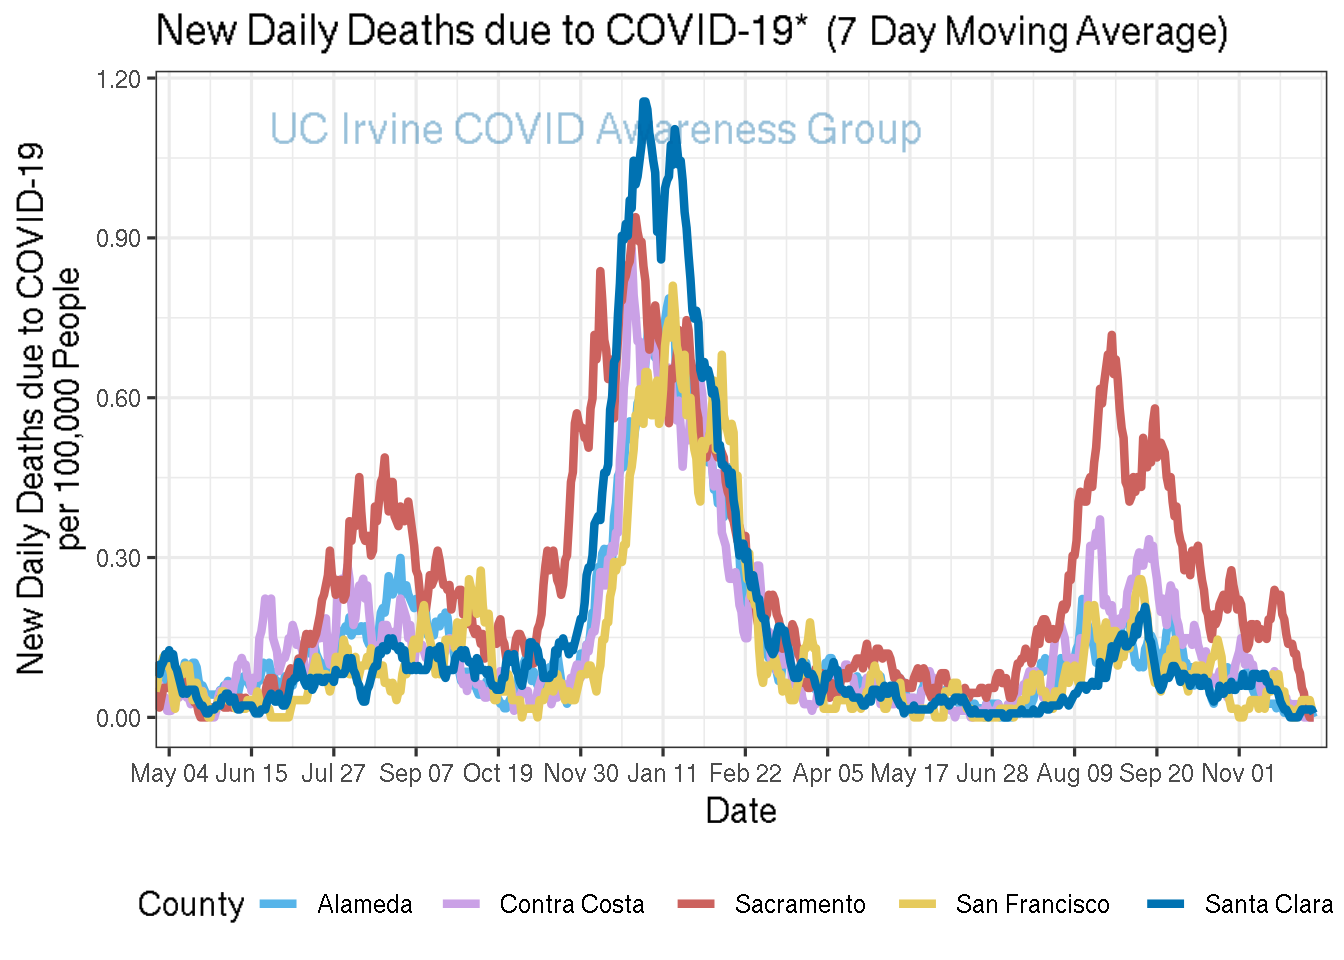 New Daily Deaths due to COVID-19* (7 Day Moving Average)
UC Irvine COVID Awareness Group
New Daily Deaths due to COVID-19
per 100,000 People
1.20
0.90
0.60
0.30
0.00
May 04 Jun 15 Jul 27 Sep 07 Oct 19 Nov 30 Jan 11 Feb 22 Apr 05 May 17 Jun 28 Aug 09 Sep 20 Nov 01
Date
County Alameda Contra Costa Sacramento San Francisco Santa Clara